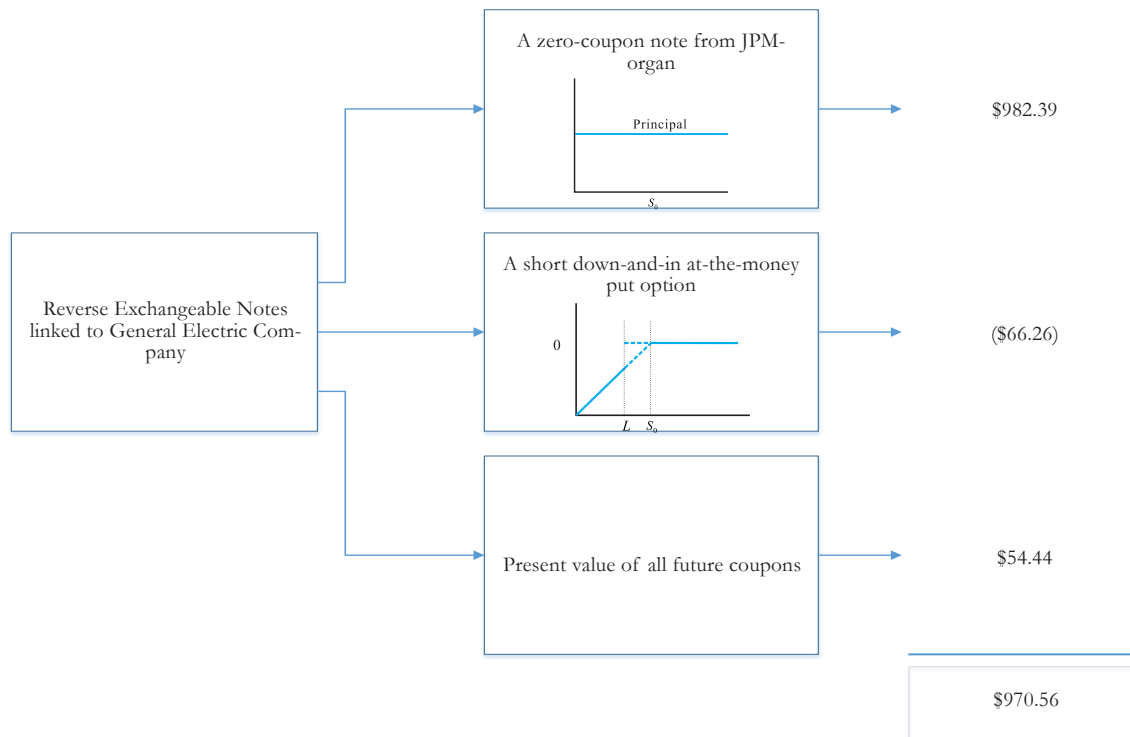 A zero-coupon note from JPM-
organ
Principal
S₀
$982.39
Reverse Exchangeable Notes
linked to General Electric Com-
pany
A short down-and-in at-the-money
put option
0
L S₀
($66.26)
Present value of all future coupons
$54.44
$970.56